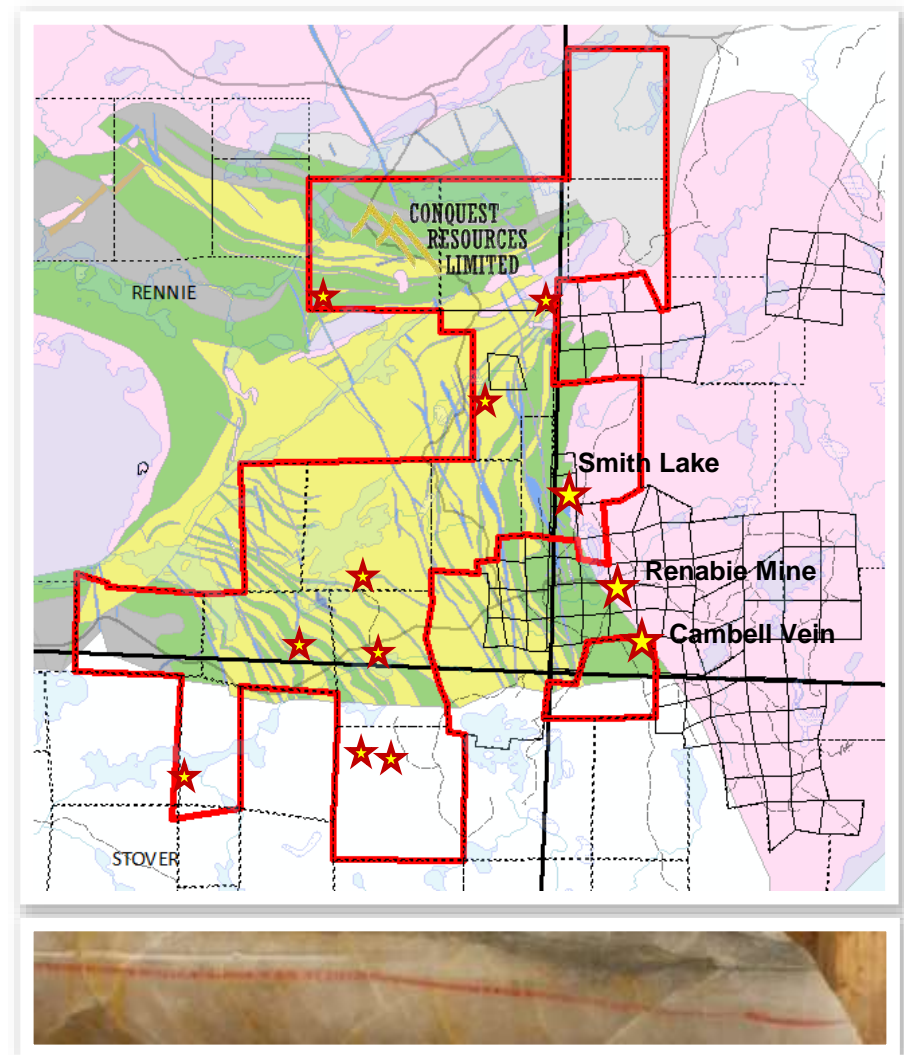 CONQUEST
RESOURCES
LIMITED
RENNIE
Smith Lake
Renabie Mine
Cambell Vein
STOVER